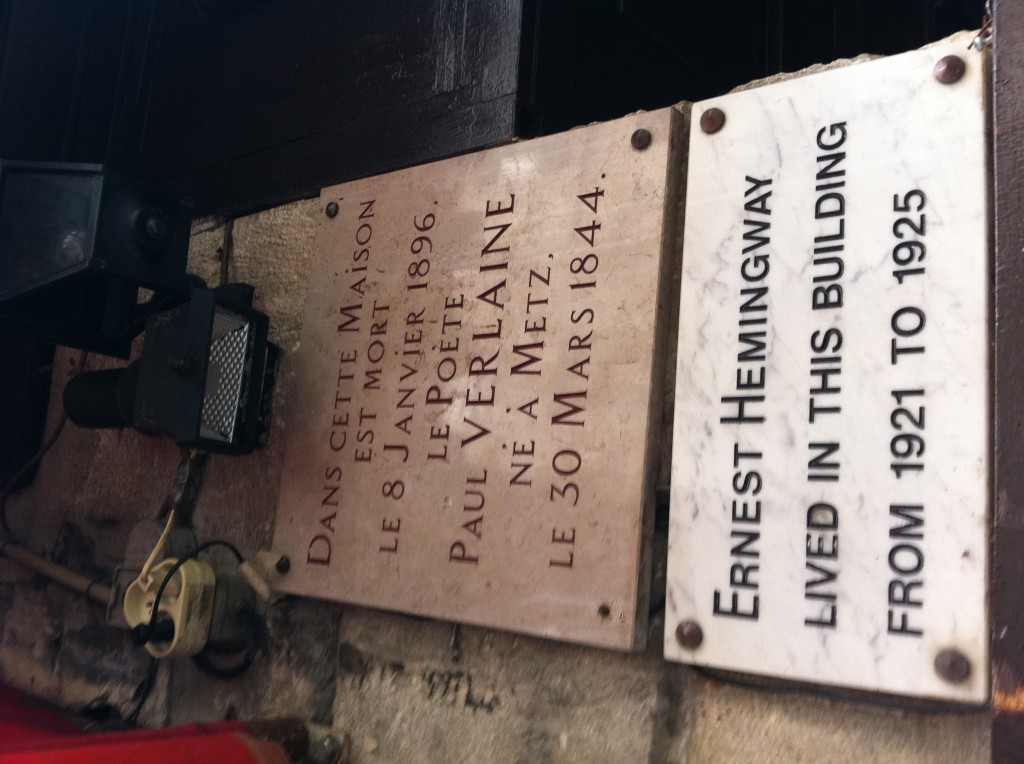 DANS CETTE MAISON
EST MORT
LE 8 JANVIER 1896,
LE POÈTE
PAUL VERLAINE
NÉ À METZ,
LE 30 MARS 1844.
ERNEST HEMINGWAY
LIVED IN THIS BUILDING
FROM 1921 TO 1925